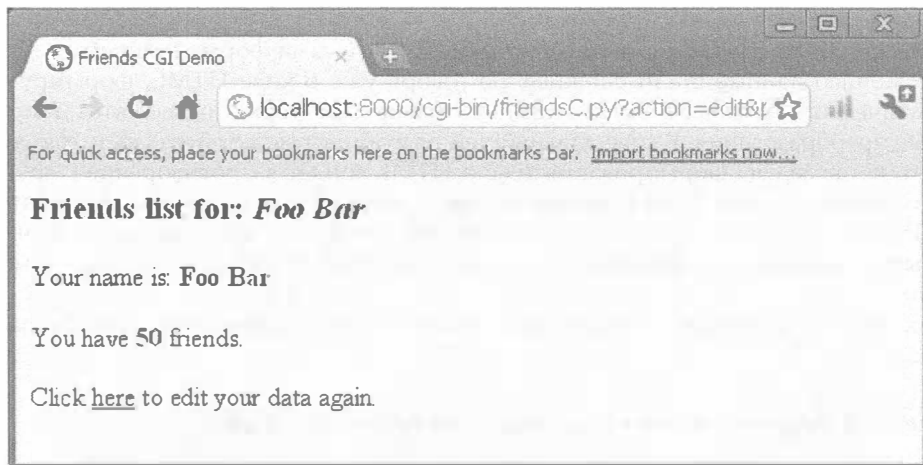 Friends CGI Demo
localhost:8000/cgi-bin/friendsC.py?action=edit&p
For quick access, place your bookmarks here on the bookmarks bar. Import bookmarks now...
Friends list for: Foo Bar
Your name is: Foo Bar
You have 50 friends.
Click here to edit your data again.